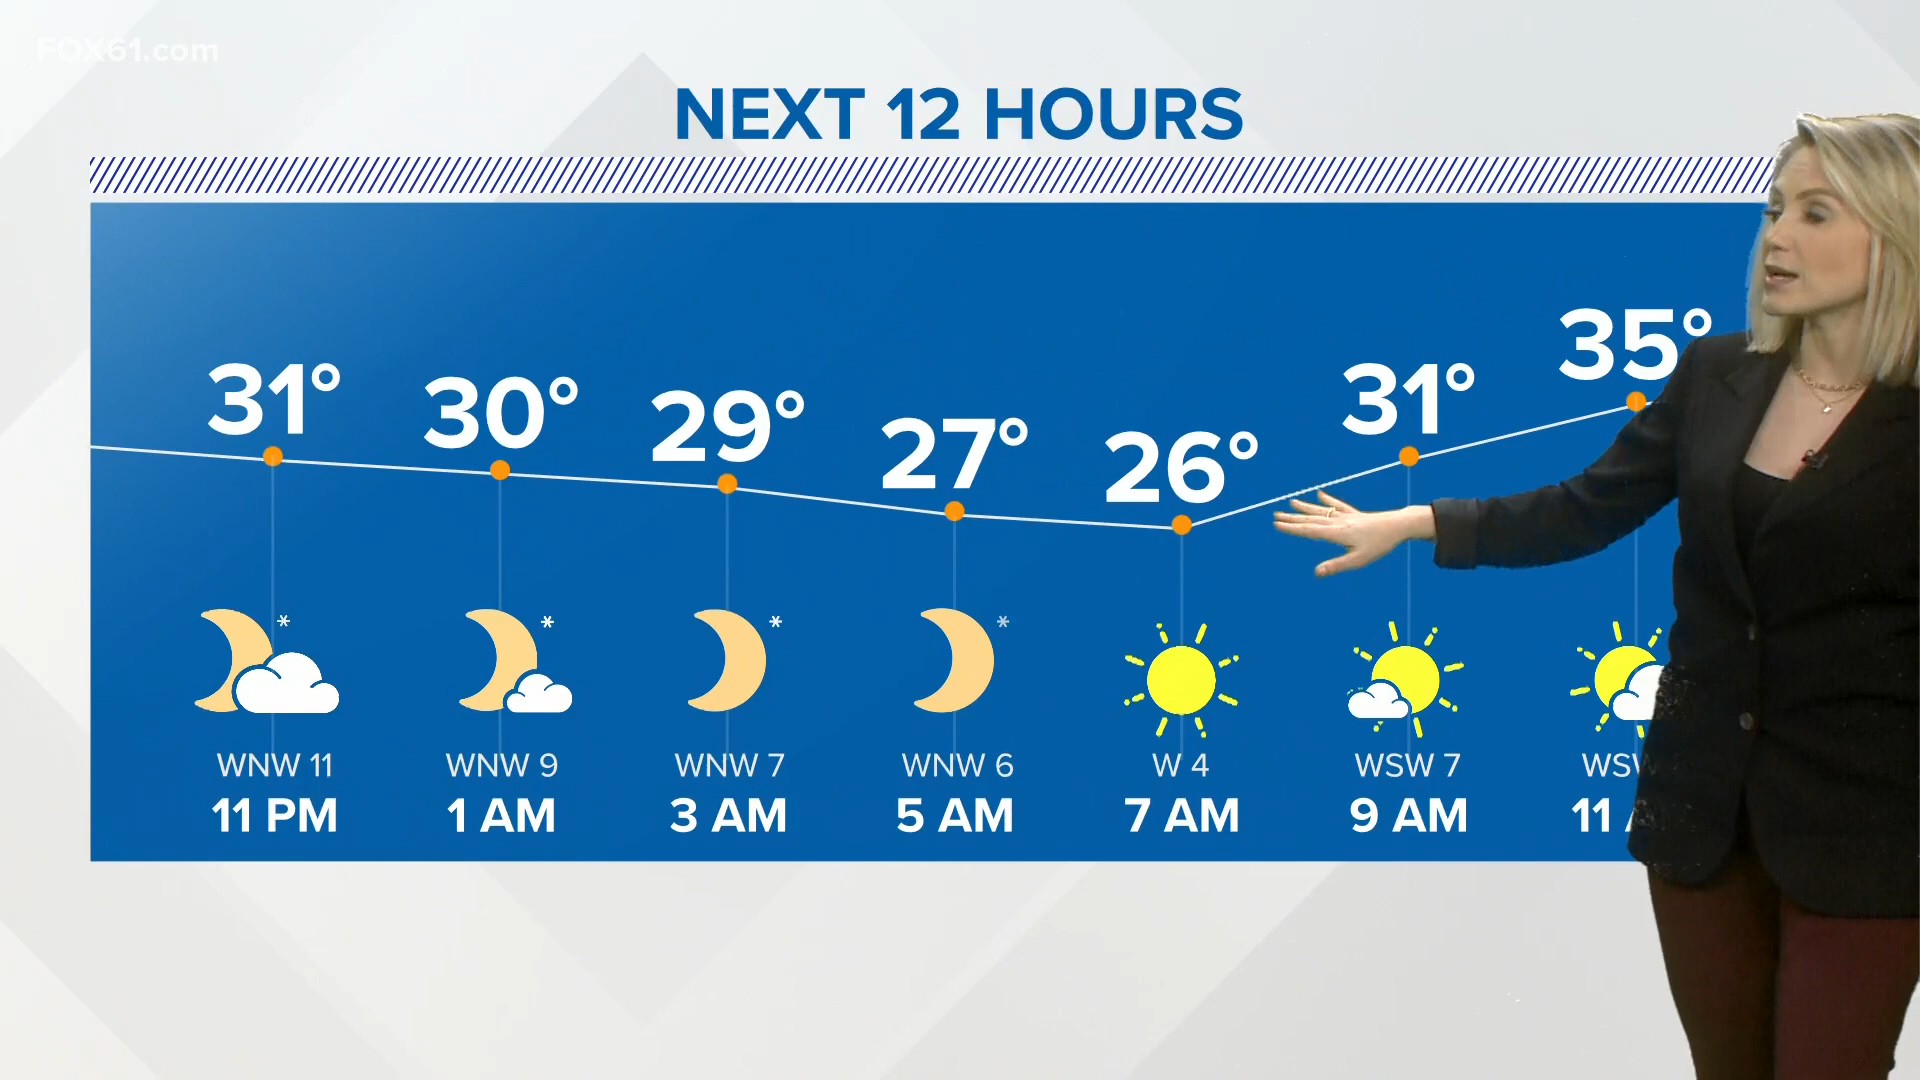 FOX61.com
NEXT 12 HOURS
31° 30° 29° 27° 26° 31° 35°
WNW 11 WNW 9 WNW 7 WNW 6 W 4 WSW 7
11 PM 1 AM 3 AM 5 AM 7 AM 9 AM 11